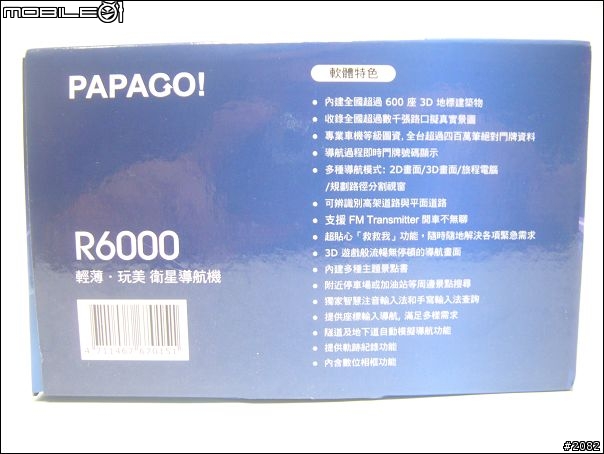 MOBILE01
PAPAGO!
軟體特色
• 內建全國超過 600 座 3D 地標建築物
• 收錄全國超過數千張路口擬真實景圖
• 專業車機等級圖資, 全台超過四百萬筆絕對門牌資料
• 導航過程即時門牌號碼顯示
• 多種導航模式: 2D畫面/3D畫面/旅程電腦
/規劃路徑分割視窗
• 可辨識別高架道路與平面道路
• 支援 FM Transmitter 開車不無聊
• 超貼心「救救我」功能, 隨時隨地解決各項緊急需求
R6000
• 3D 遊戲般流暢無停頓的導航畫面
輕薄・玩美 衛星導航機
• 內建多種主題景點書
• 附近停車場或加油站等周邊景點搜尋
• 獨家智慧注音輸入法和手寫輸入法查詢
• 提供座標輸入導航, 滿足多樣需求
• 隧道及地下道自動模擬導航功能
• 提供軌跡記錄功能
• 內含數位相框功能
#2082